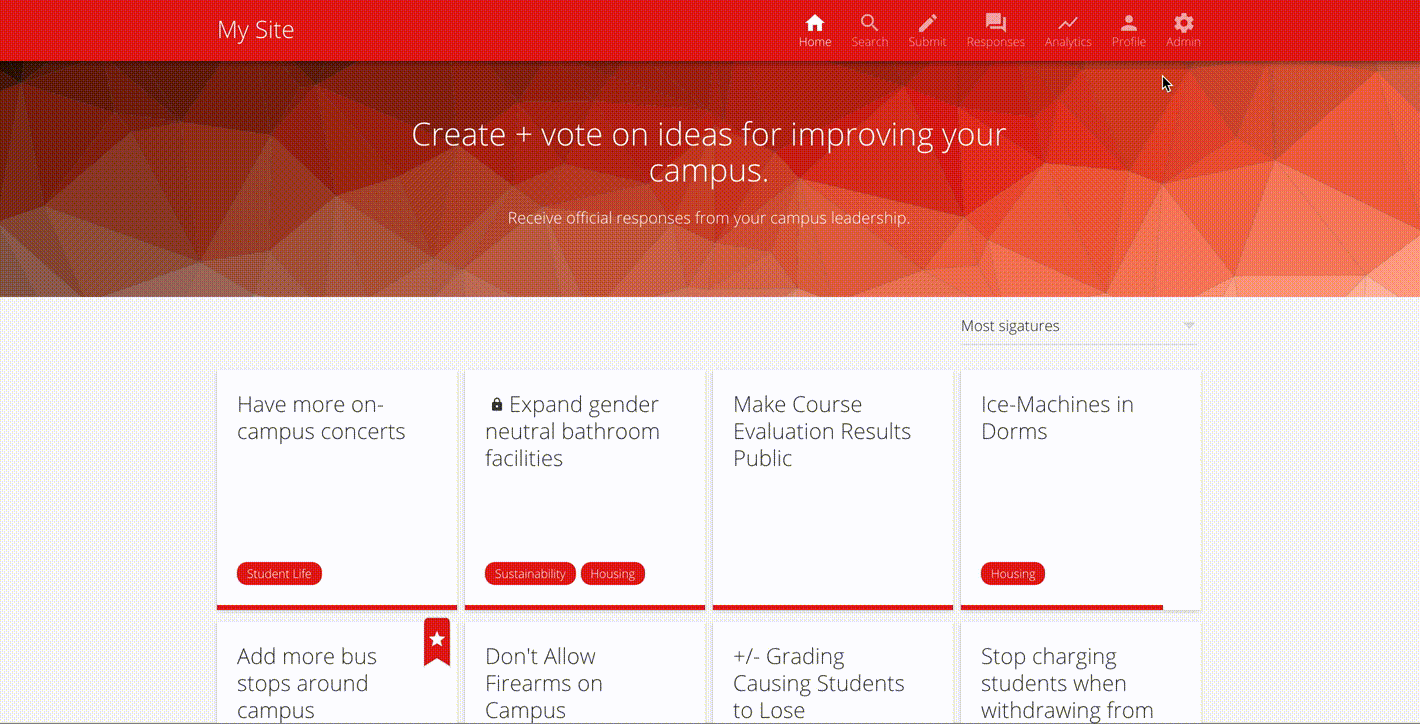 My Site
Home Search Submit Responses Analytics Profile Admin
Create + vote on ideas for improving your
campus.
Receive official responses from your campus leadership.
Most sigatures
Have more on-
campus concerts
Student Life
Expand gender
neutral bathroom
facilities
Sustainability Housing
Make Course
Evaluation Results
Public
Ice-Machines in
Dorms
Housing
Add more bus
stops around
campus
Don't Allow
Firearms on
Campus
+/- Grading
Causing Students
to Lose
Stop charging
students when
withdrawing from